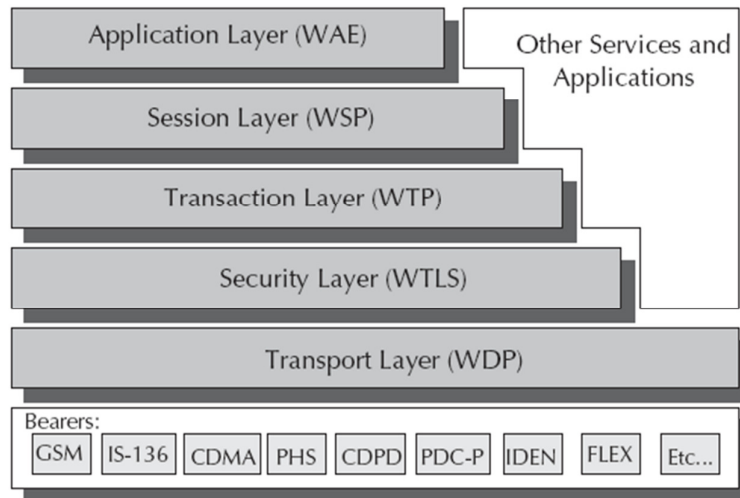 Application Layer (WAE)
Other Services and
Applications
Session Layer (WSP)
Transaction Layer (WTP)
Security Layer (WTLS)
Transport Layer (WDP)
Bearers:
GSM
IS-136
CDMA
PHS
CDPD
PDC-P
IDEN
FLEX
Etc...